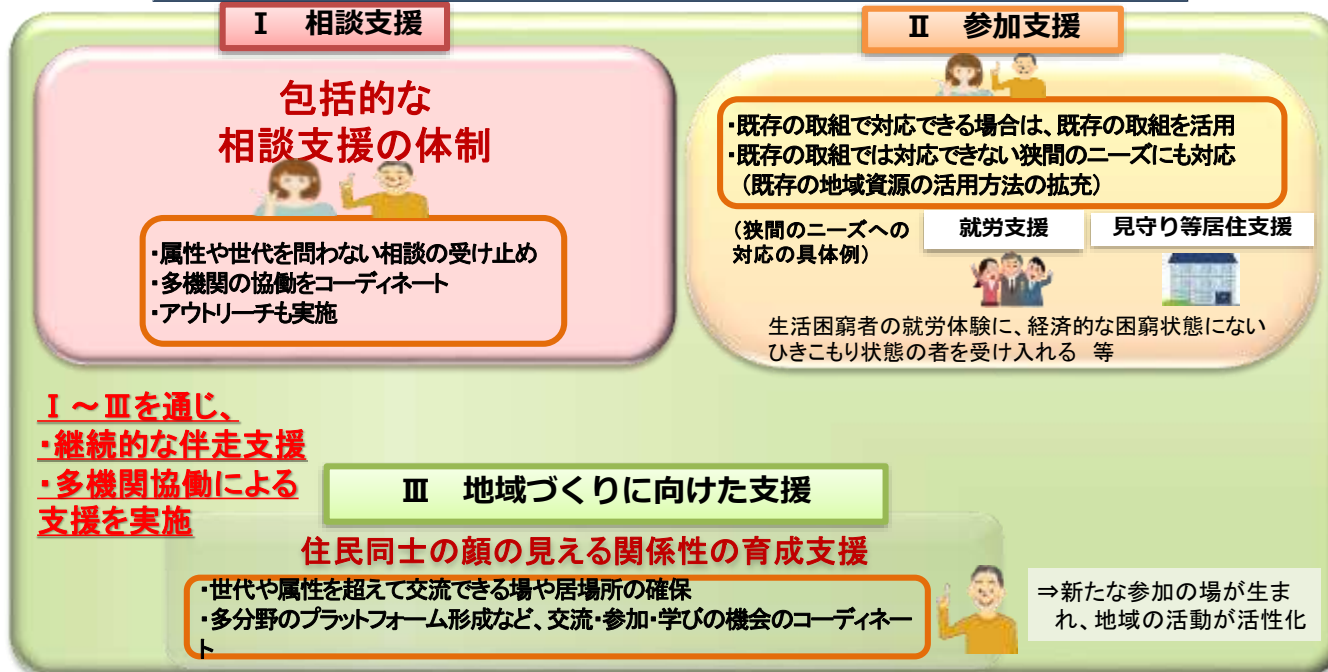 Ⅰ 相談支援
包括的な
相談支援の体制
・属性や世代を問わない相談の受け止め
・多機関の協働をコーディネート
・アウトリーチも実施
Ⅱ 参加支援
・既存の取組で対応できる場合は、既存の取組を活用
・既存の取組では対応できない狭間のニーズにも対応
（既存の地域資源の活用方法の拡充）
（狭間のニーズへの
対応の具体例）
就労支援
見守り等居住支援
生活困窮者の就労体験に、経済的な困窮状態にない
ひきこもり状態の者を受け入れる 等
Ⅰ～Ⅲを通じ、
・継続的な伴走支援
・多機関協働による
支援を実施
Ⅲ 地域づくりに向けた支援
住民同士の顔の見える関係性の育成支援
・世代や属性を超えて交流できる場や居場所の確保
・多分野のプラットフォーム形成など、交流・参加・学びの機会のコーディネー
ト
⇒新たな参加の場が生ま
れ、地域の活動が活性化